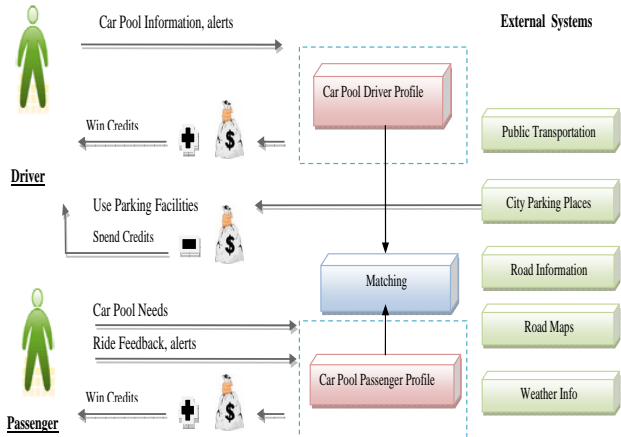 Car Pool Information, alerts
External Systems
Car Pool Driver Profile
Win Credits
$
Public Transportation
Driver
Use Parking Facilities
City Parking Places
Spend Credits
$
Matching
Road Information
Car Pool Needs
Road Maps
Ride Feedback, alerts
Car Pool Passenger Profile
Win Credits
$
Weather Info
Passenger